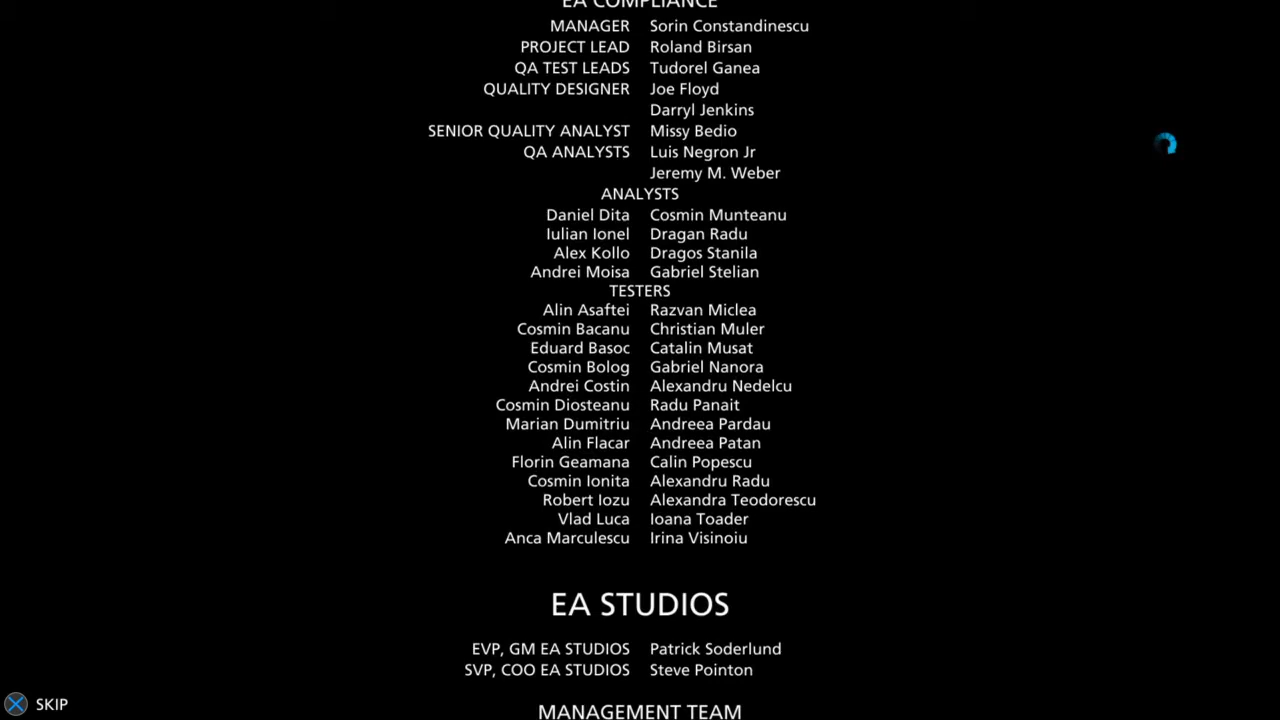 EA COMPLIANCE
MANAGER Sorin Constandinescu
PROJECT LEAD Roland Birsan
QA TEST LEADS Tudorel Ganea
QUALITY DESIGNER Joe Floyd
Darryl Jenkins
SENIOR QUALITY ANALYST Missy Bedio
QA ANALYSTS Luis Negron Jr
Jeremy M. Weber
ANALYSTS
Daniel Dita Cosmin Munteanu
Iulian Ionel Dragan Radu
Alex Kollo Dragos Stanila
Andrei Moisa Gabriel Stelian
TESTERS
Alin Asaftei Razvan Miclea
Cosmin Bacanu Christian Muler
Eduard Basoc Catalin Musat
Cosmin Bolog Gabriel Nanora
Andrei Costin Alexandru Nedelcu
Cosmin Diosteanu Radu Panait
Marian Dumitriu Andreea Pardau
Alin Flacar Andreea Patan
Florin Geamana Calin Popescu
Cosmin Ionita Alexandru Radu
Robert Iozu Alexandra Teodorescu
Vlad Luca Ioana Toader
Anca Marculescu Irina Visinoiu
EA STUDIOS
EVP, GM EA STUDIOS Patrick Soderlund
SVP, COO EA STUDIOS Steve Pointon
SKIP
MANAGEMENT TEAM